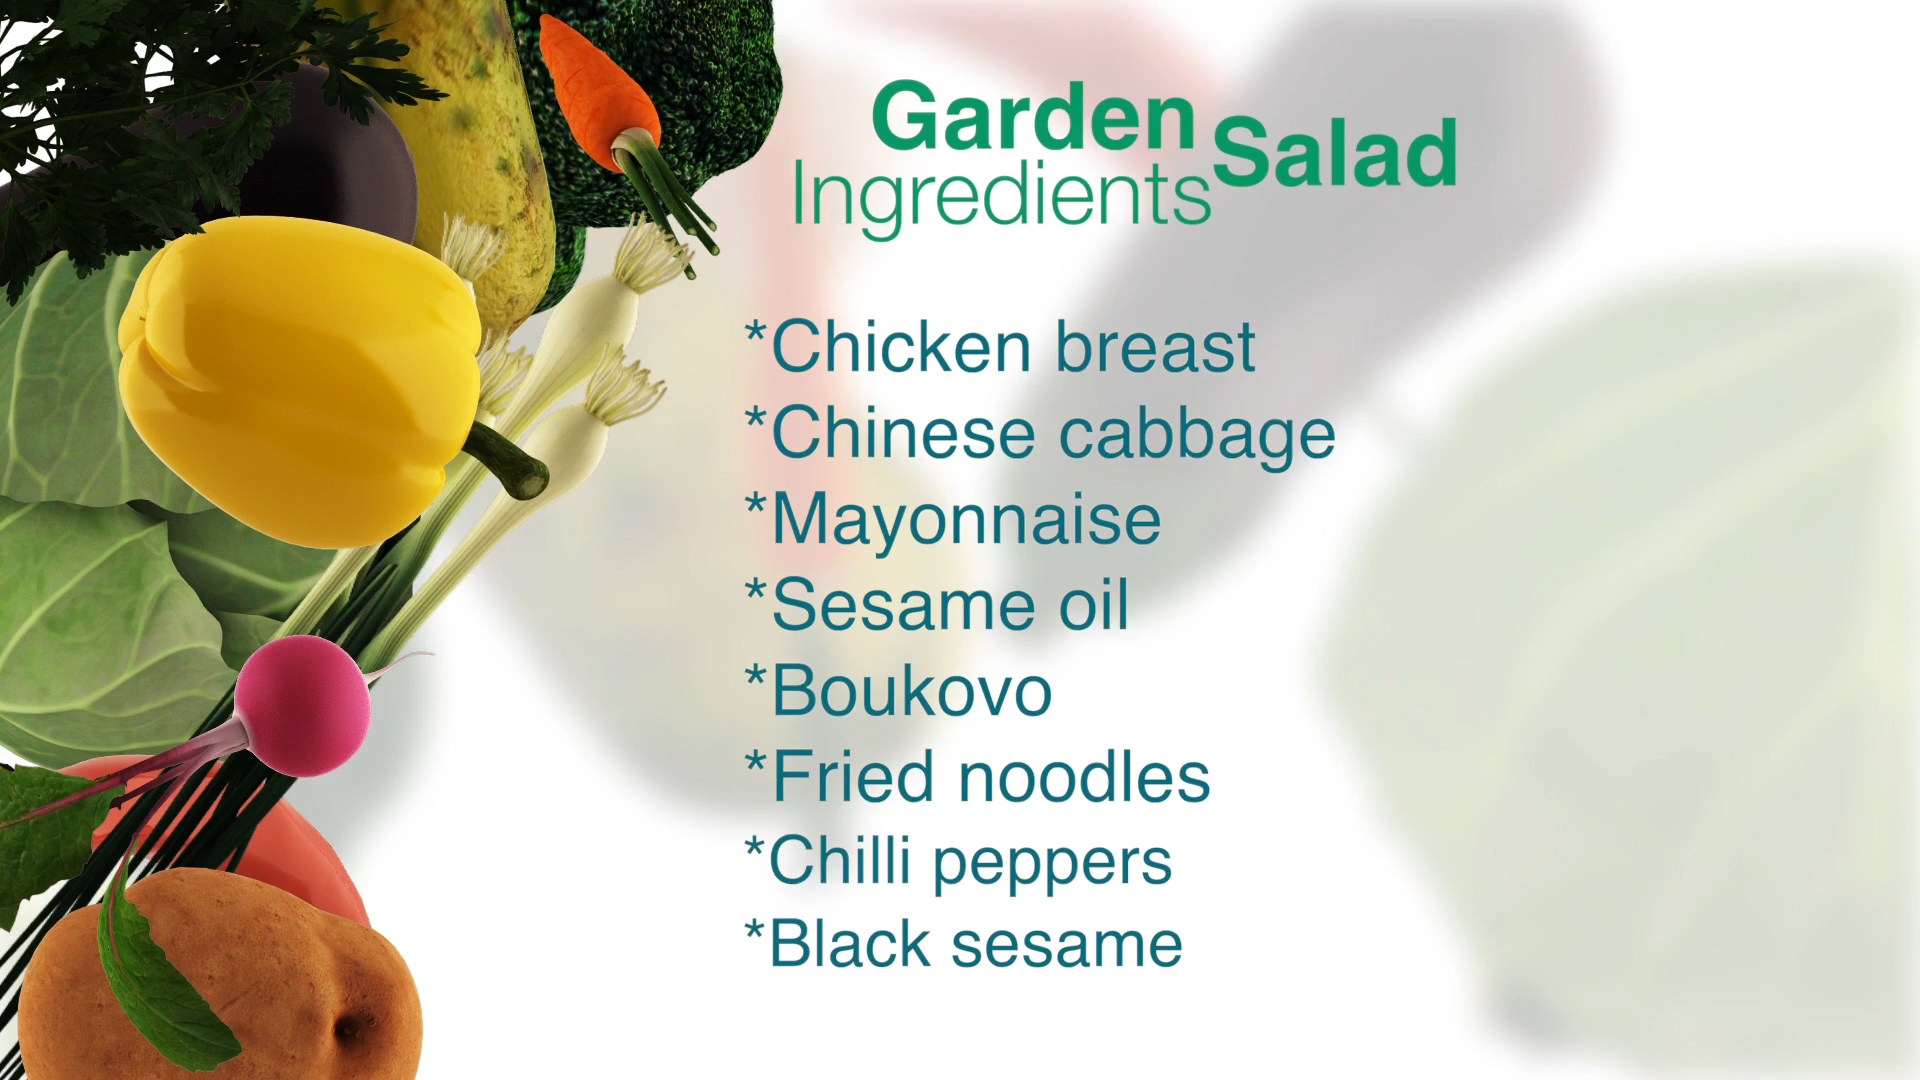 Garden Salad
Ingredients
*Chicken breast
*Chinese cabbage
*Mayonnaise
*Sesame oil
*Boukovo
*Fried noodles
*Chilli peppers
*Black sesame